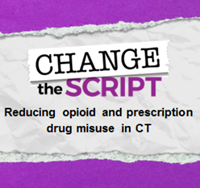 CHANGE
the SCRIPT
Reducing opioid and prescription
drug misuse in CT